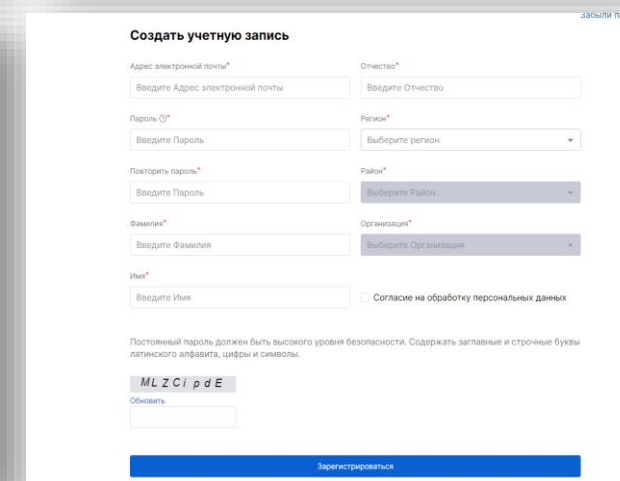 Забыли
Создать учетную запись
Адрес электронной почты*
Введите Адрес электронной почты
Отчество*
Введите Отчество
Пароль ?*
Введите Пароль
Регион*
Выберите регион
Повторить пароль*
Введите Пароль
Район*
Выберите Район
Фамилия*
Введите Фамилия
Организация*
Выберите Организация
Имя*
Введите Имя
Согласие на обработку персональных данных
Постоянный пароль должен быть высокого уровня безопасности. Содержать заглавные и строчные буквы
латинского алфавита, цифры и символы.
MLZCipdE
Обновить
Зарегистрироваться